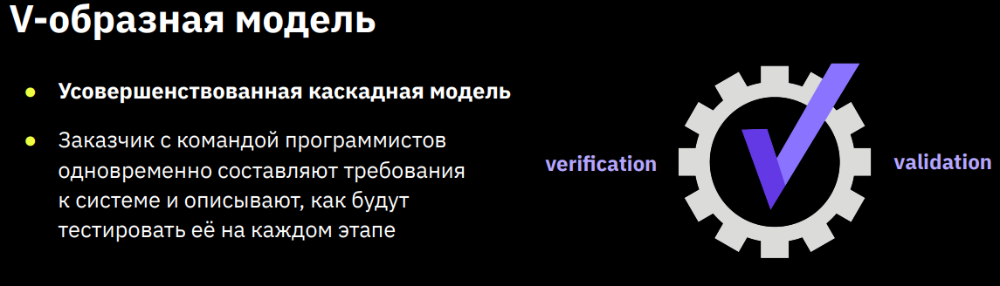 V-образная модель
Усовершенствованная каскадная модель
Заказчик с командой программистов
одновременно составляют требования
к системе и описывают, как будут
тестировать её на каждом этапе
verification
validation